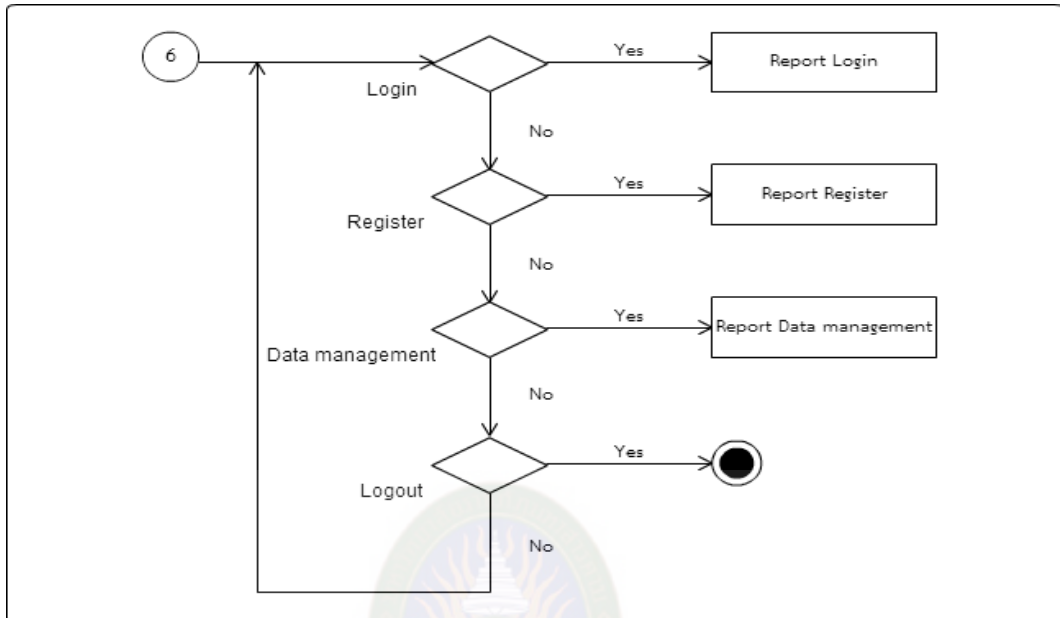 6
Yes
Report Login
Login
No
Yes
Report Register
Register
No
Yes
Report Data management
Data management
No
Yes
Logout
No